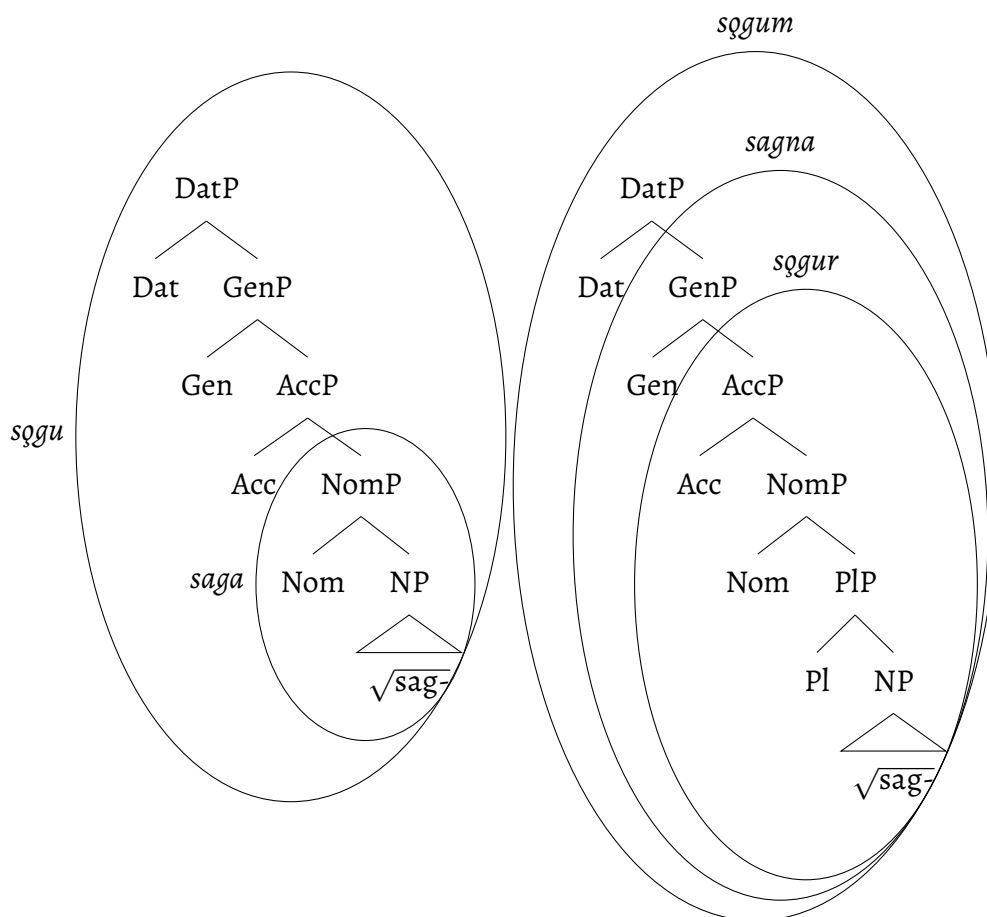 sǫgum
sagna
sǫgur
DatP
Dat GenP
Gen AccP
sǫgu
Acc NomP
saga
Nom NP
√sag-
DatP
Dat GenP
Gen AccP
Acc NomP
Nom PlP
Pl NP
√sag-